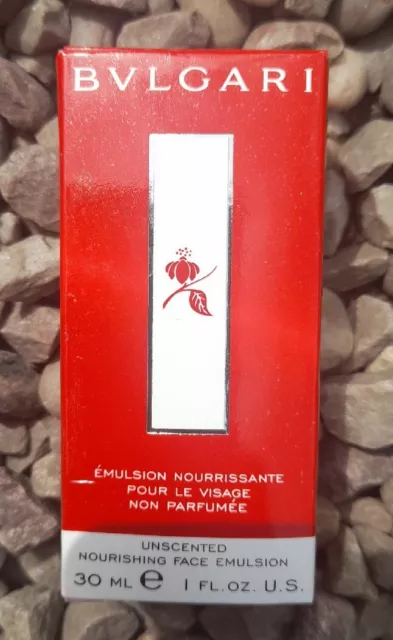 BVLGARI
ÉMULSION NOURRISSANTE
POUR LE VISAGE
NON PARFUMÉE
UNSCENTED
NOURISHING FACE EMULSION
30 ML ℮ 1 FL.OZ. U.S.